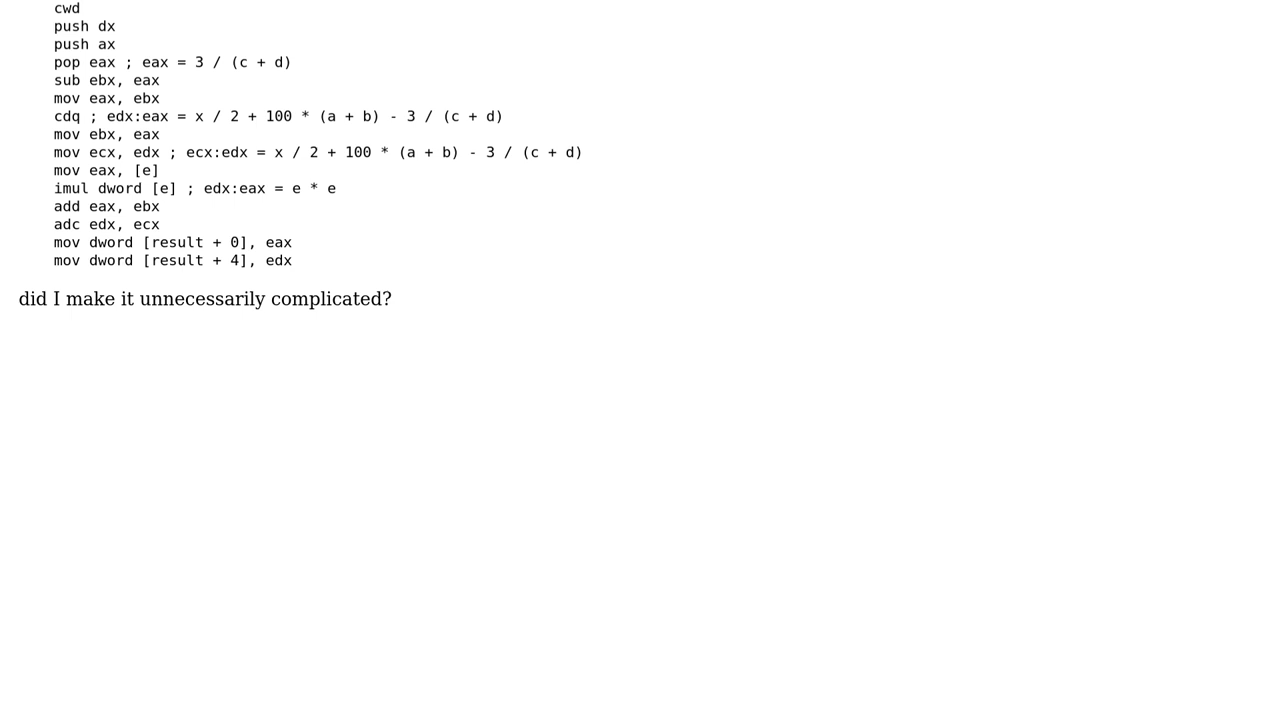 cwd
push dx
push ax
pop eax ; eax = 3 / (c + d)
sub ebx, eax
mov eax, ebx
cdq ; edx:eax = x / 2 + 100 * (a + b) - 3 / (c + d)
mov ebx, eax
mov ecx, edx ; ecx:edx = x / 2 + 100 * (a + b) - 3 / (c + d)
mov eax, [e]
imul dword [e] ; edx:eax = e * e
add eax, ebx
adc edx, ecx
mov dword [result + 0], eax
mov dword [result + 4], edx
did I make it unnecessarily complicated?